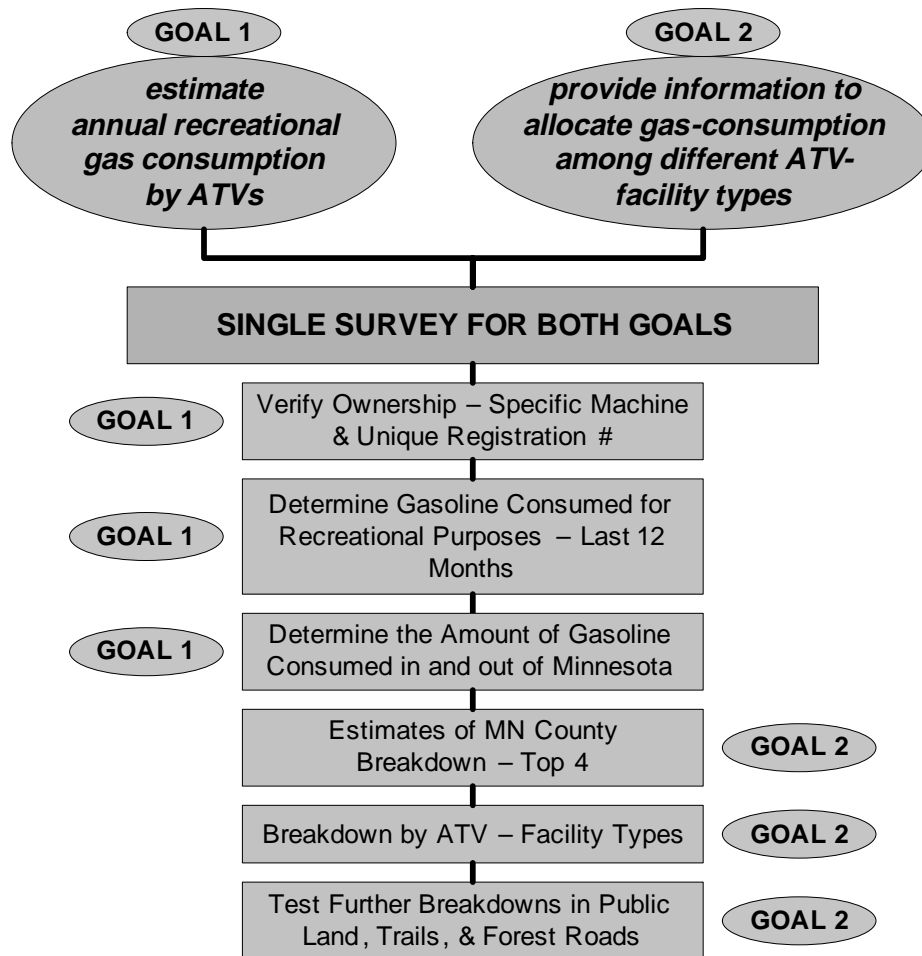 GOAL 1
estimate
annual recreational
gas consumption
by ATVs
GOAL 2
provide information to
allocate gas-consumption
among different ATV-
facility types
SINGLE SURVEY FOR BOTH GOALS
GOAL 1
Verify Ownership – Specific Machine
& Unique Registration #
GOAL 1
Determine Gasoline Consumed for
Recreational Purposes – Last 12
Months
GOAL 1
Determine the Amount of Gasoline
Consumed in and out of Minnesota
Estimates of MN County
Breakdown – Top 4
GOAL 2
Breakdown by ATV – Facility Types
GOAL 2
Test Further Breakdowns in Public
Land, Trails, & Forest Roads
GOAL 2